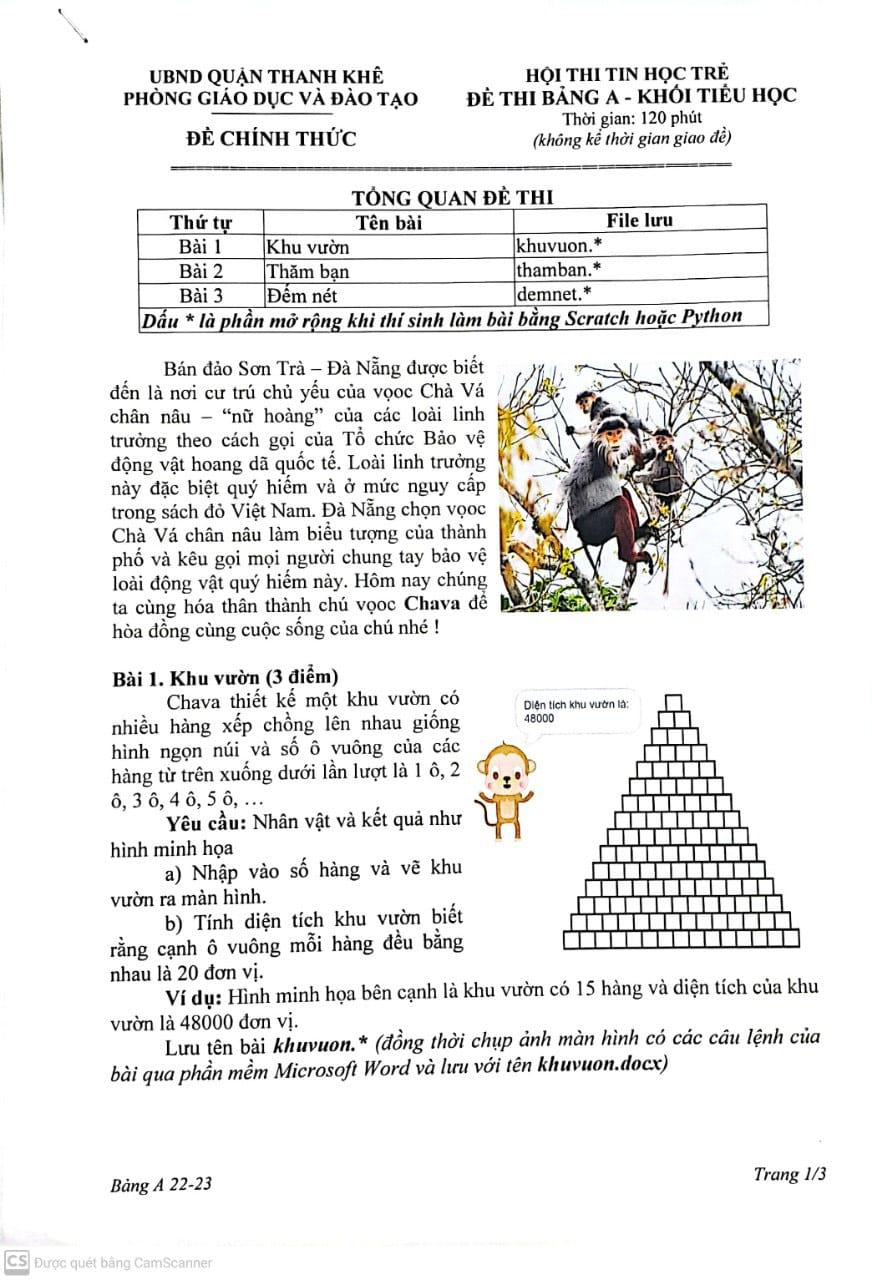 UBND QUẬN THANH KHÊ
PHÒNG GIÁO DỤC VÀ ĐÀO TẠO
ĐỀ CHÍNH THỨC
HỘI THI TIN HỌC TRẺ
ĐỀ THI BẢNG A - KHỐI TIỂU HỌC
Thời gian: 120 phút
(không kể thời gian giao đề)
TỔNG QUAN ĐỀ THI
Thứ tự Tên bài File lưu
Bài 1 Khu vườn khuvuon.*
Bài 2 Thăm bạn thamban.*
Bài 3 Đếm nét demnet.*
Dấu * là phần mở rộng khi thí sinh làm bài bằng Scratch hoặc Python
Bán đảo Sơn Trà – Đà Nẵng được biết
đến là nơi cư trú chủ yếu của vọoc Chà Vá
chân nâu – “nữ hoàng” của các loài linh
trưởng theo cách gọi của Tổ chức Bảo vệ
động vật hoang dã quốc tế. Loài linh trưởng
này đặc biệt quý hiếm và ở mức nguy cấp
trong sách đỏ Việt Nam. Đà Nẵng chọn vọoc
Chà Vá chân nâu làm biểu tượng của thành
phố và kêu gọi mọi người chung tay bảo vệ
loài động vật quý hiếm này. Hôm nay chúng
ta cùng hóa thân thành chú vọoc Chava để
hòa đồng cùng cuộc sống của chú nhé !
Bài 1. Khu vườn (3 điểm)
Chava thiết kế một khu vườn có
nhiều hàng xếp chồng lên nhau giống
hình ngọn núi và số ô vuông của các
hàng từ trên xuống dưới lần lượt là 1 ô, 2
ô, 3 ô, 4 ô, 5 ô, …
Yêu cầu: Nhân vật và kết quả như
hình minh họa
a) Nhập vào số hàng và vẽ khu
vườn ra màn hình.
b) Tính diện tích khu vườn biết
rằng cạnh ô vuông mỗi hàng đều bằng
nhau là 20 đơn vị.
Diện tích khu vườn là:
48000
Ví dụ: Hình minh họa bên cạnh là khu vườn có 15 hàng và diện tích của khu
vườn là 48000 đơn vị.
Lưu tên bài khuvuon.* (đồng thời chụp ảnh màn hình có các câu lệnh của
bài qua phần mềm Microsoft Word và lưu với tên khuvuon.docx)
Bảng A 22-23
Trang 1/3
CS Được quét bằng CamScanner